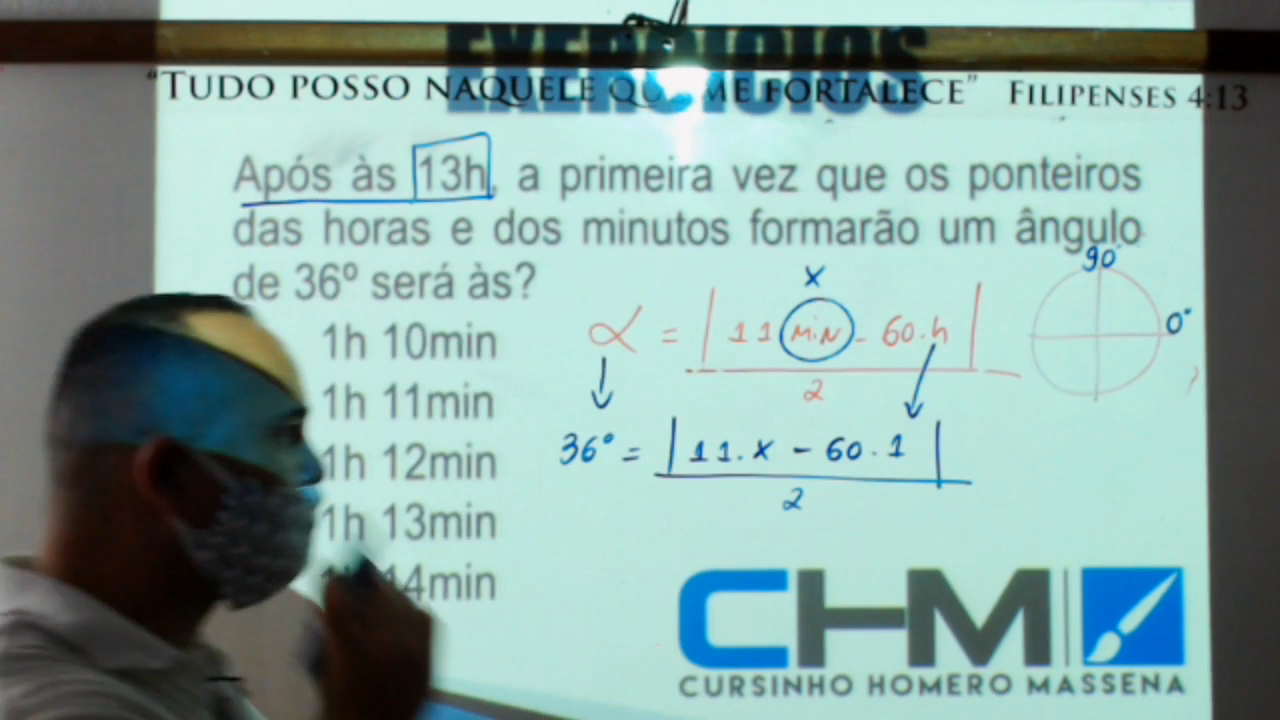 EXERCÍCIOS
"TUDO POSSO NAQUELE QUE ME FORTALECE" FILIPENSES 4:13
Após às 13h, a primeira vez que os ponteiros
das horas e dos minutos formarão um ângulo
de 36º será às?
1h 10min
1h 11min
1h 12min
1h 13min
14min
x
α = | 11 min - 60.h |
2
36° = | 11.x - 60.1 |
2
90°
0°
CHM
CURSINHO HOMERO MASSENA